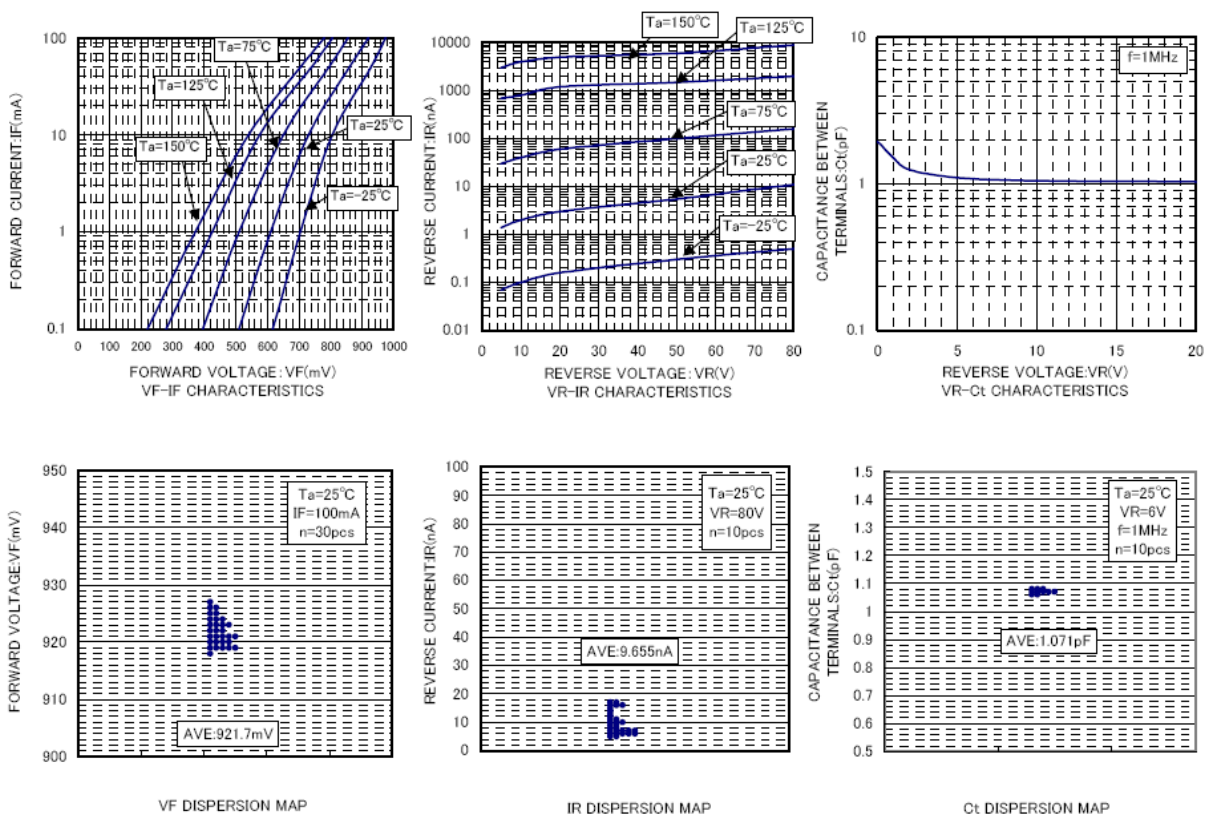 FORWARD CURRENT:IF(mA)
100
10
1
0.1
Ta=75℃
Ta=125℃
Ta=150℃
Ta=25℃
Ta=-25℃
0 100 200 300 400 500 600 700 800 900 1000
FORWARD VOLTAGE:VF(mV)
VF-IF CHARACTERISTICS
REVERSE CURRENT:IR(nA)
10000
1000
100
10
1
0.1
0.01
Ta=150℃
Ta=125℃
Ta=75℃
Ta=25℃
Ta=-25℃
0 10 20 30 40 50 60 70 80
REVERSE VOLTAGE:VR(V)
VR-IR CHARACTERISTICS
CAPACITANCE BETWEEN
TERMINALS:Ct(pF)
10
1
0.1
f=1MHz
0 5 10 15 20
REVERSE VOLTAGE:VR(V)
VR-Ct CHARACTERISTICS
FORWARD VOLTAGE:VF(mV)
950
940
930
920
910
900
Ta=25℃
IF=100mA
n=30pcs
AVE:921.7mV
VF DISPERSION MAP
REVERSE CURRENT:IR(nA)
100
90
80
70
60
50
40
30
20
10
0
Ta=25℃
VR=80V
n=10pcs
AVE:9.655nA
IR DISPERSION MAP
CAPACITANCE BETWEEN
TERMINALS:Ct(pF)
1.5
1.4
1.3
1.2
1.1
1
0.9
0.8
0.7
0.6
0.5
Ta=25℃
VR=6V
f=1MHz
n=10pcs
AVE:1.071pF
Ct DISPERSION MAP